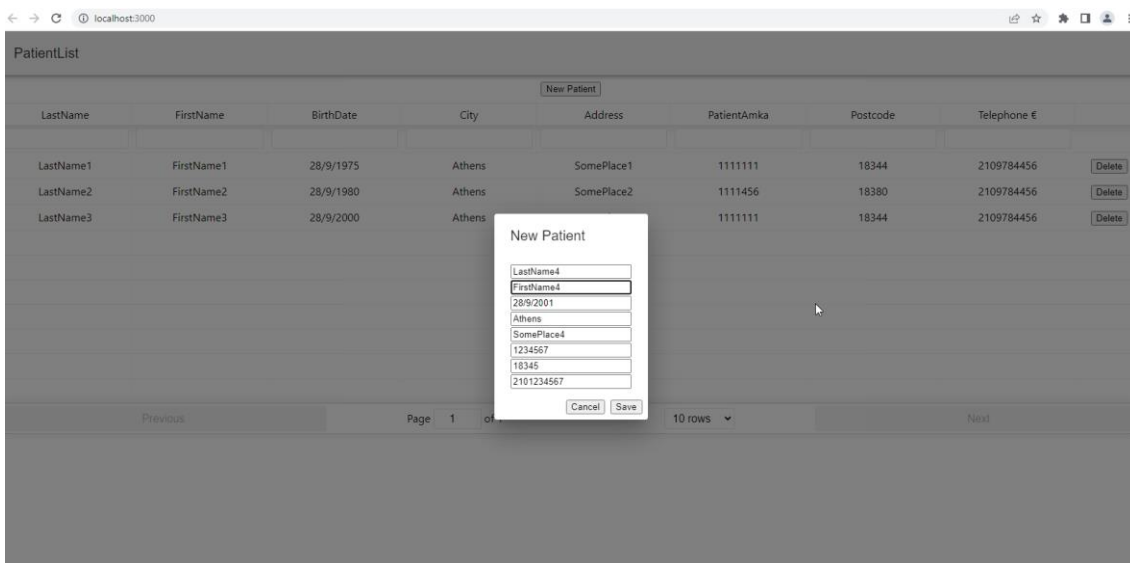 localhost:3000
PatientList
New Patient
LastName FirstName BirthDate City Address PatientAmka Postcode Telephone €
LastName1 FirstName1 28/9/1975 Athens SomePlace1 1111111 18344 2109784456 Delete
LastName2 FirstName2 28/9/1980 Athens SomePlace2 1111456 18380 2109784456 Delete
LastName3 FirstName3 28/9/2000 Athens 1111111 18344 2109784456 Delete
New Patient
LastName4
FirstName4
28/9/2001
Athens
SomePlace4
1234567
18345
2101234567
Cancel Save
Previous Page 1 of 10 rows Next